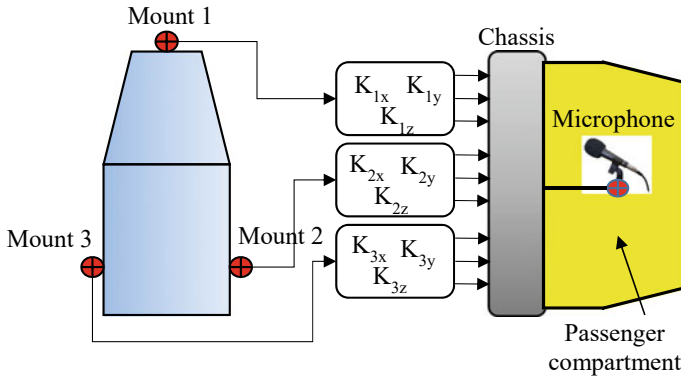 Mount 1
Chassis
K1x K1y
K1z
Microphone
K2x K2y
K2z
Mount 3
Mount 2
K3x K3y
K3z
Passenger
compartment